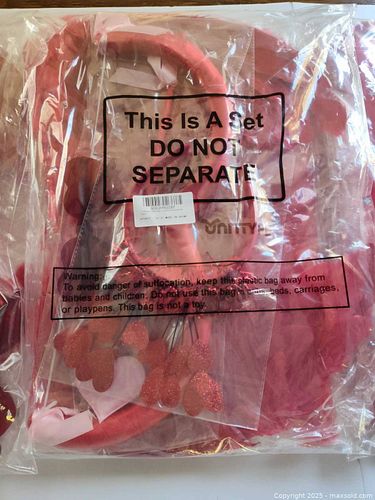 This Is A Set
DO NOT
SEPARATE
UNITY
Warning:
To avoid danger of suffocation, keep this plastic bag away from
babies and children. Do not use this bag in cribs, beds, carriages,
or playpens. This bag is not a toy.
Copyright 2025 - maxsold.com